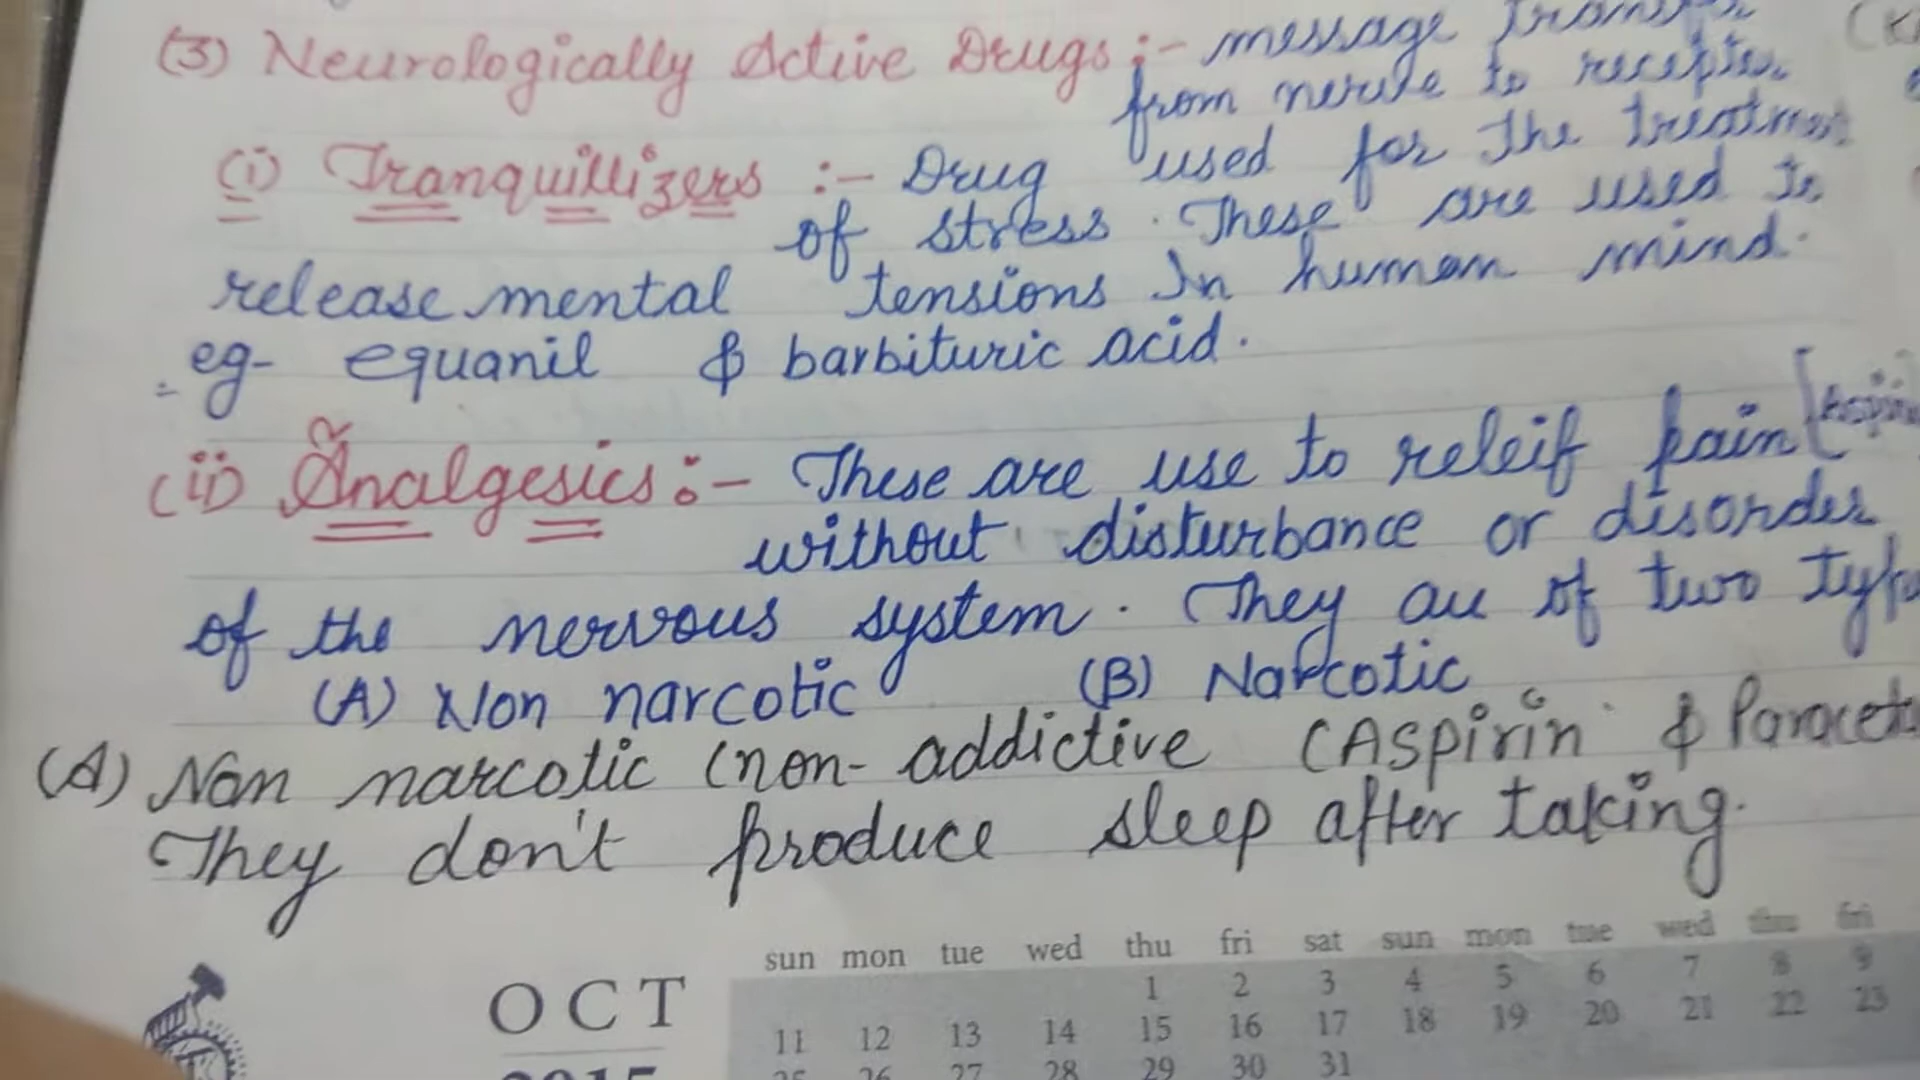 (3) Neurologically Active Drugs :- message
from nerve to receptor
(i) Tranquillizers :- Drug used for the treatment
of stress. These are used to
release mental tensions In human mind.
eg- equanil & barbituric acid.
(ii) Analgesics :- These are use to releif pain
without disturbance or disorder
of the nervous system. They are of two
(A) Non narcotic (B) Narcotic
(A) Non narcotic (non-addictive (Aspirin &
They don't produce sleep after taking.
sun mon tue wed thu fri sat sun mon tue wed thu fri
OCT 1 2 3 4 5 6 7 8 9
11 12 13 14 15 16 17 18 19 20 21 22 23
2015 25 26 27 28 29 30 31